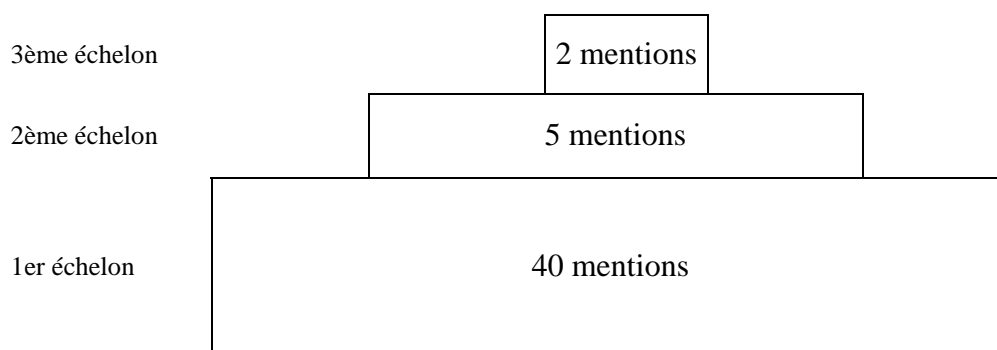 3ème échelon 2 mentions
2ème échelon 5 mentions
1er échelon 40 mentions